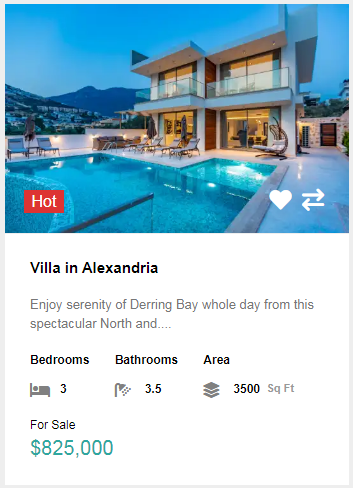 Hot
Villa in Alexandria
Enjoy serenity of Derring Bay whole day from this
spectacular North and....
Bedrooms Bathrooms Area
3 3.5 3500 Sq Ft
For Sale
$825,000